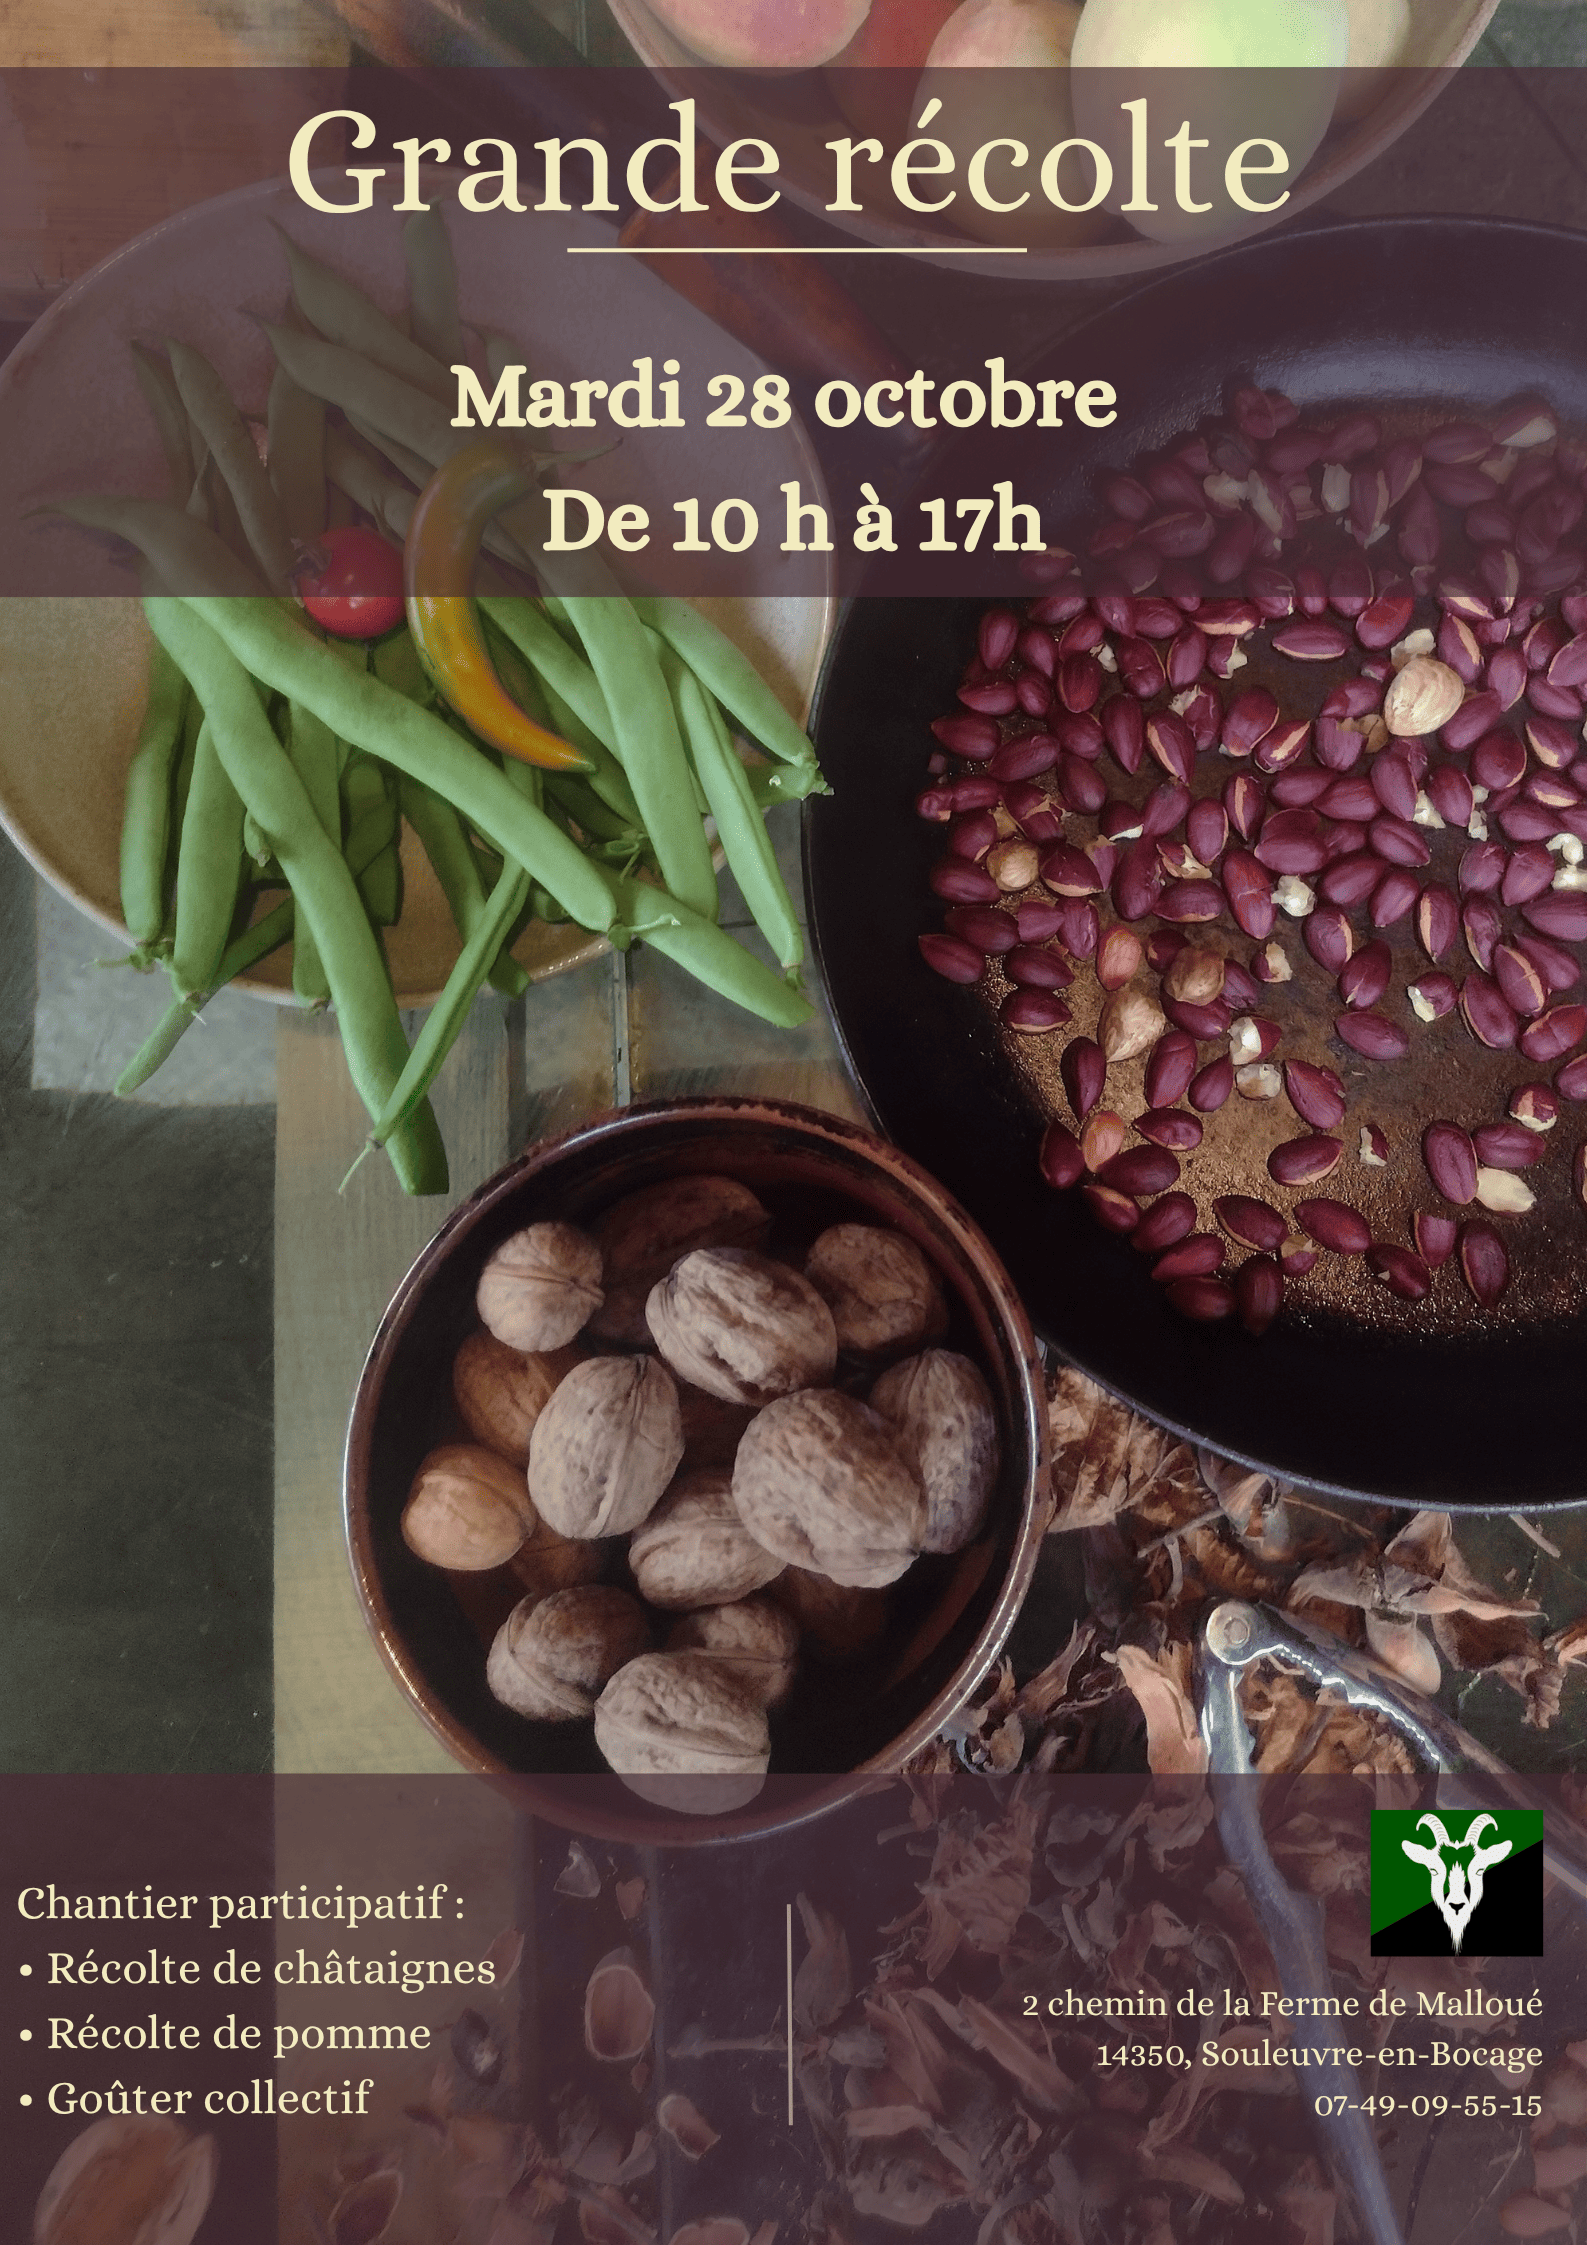 Grande récolte
Mardi 28 octobre
De 10 h à 17h
Chantier participatif :
• Récolte de châtaignes
• Récolte de pomme
• Goûter collectif
2 chemin de la Ferme de Malloué
14350, Souleuvre-en-Bocage
07-49-09-55-15